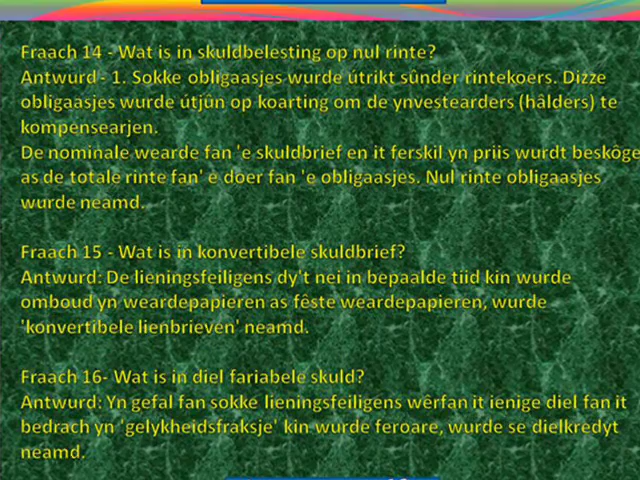 Fraach 14 - Wat is in skuldbelesting op nul rinte?
Antwurd - 1. Sokke obligaasjes wurde útrikt sûnder rintekoers. Dizze
obligaasjes wurde útjûn op koarting om de ynvestearders (hâlders) te
kompensearjen.
De nominale wearde fan 'e skuldbrief en it ferskil yn priis wurdt beskôge
as de totale rinte fan' e doer fan 'e obligaasjes. Nul rinte obligaasjes
wurde neamd.
Fraach 15 - Wat is in konvertibele skuldbrief?
Antwurd: De lieningsfeiligens dy't nei in bepaalde tiid kin wurde
omboud yn weardepapieren as fêste weardepapieren, wurde
'konvertibele lienbrieven' neamd.
Fraach 16- Wat is in diel fariabele skuld?
Antwurd: Yn gefal fan sokke lieningsfeiligens wêrfan it ienige diel fan it
bedrach yn 'gelykheidsfraksje' kin wurde feroare, wurde se dielkredyt
neamd.